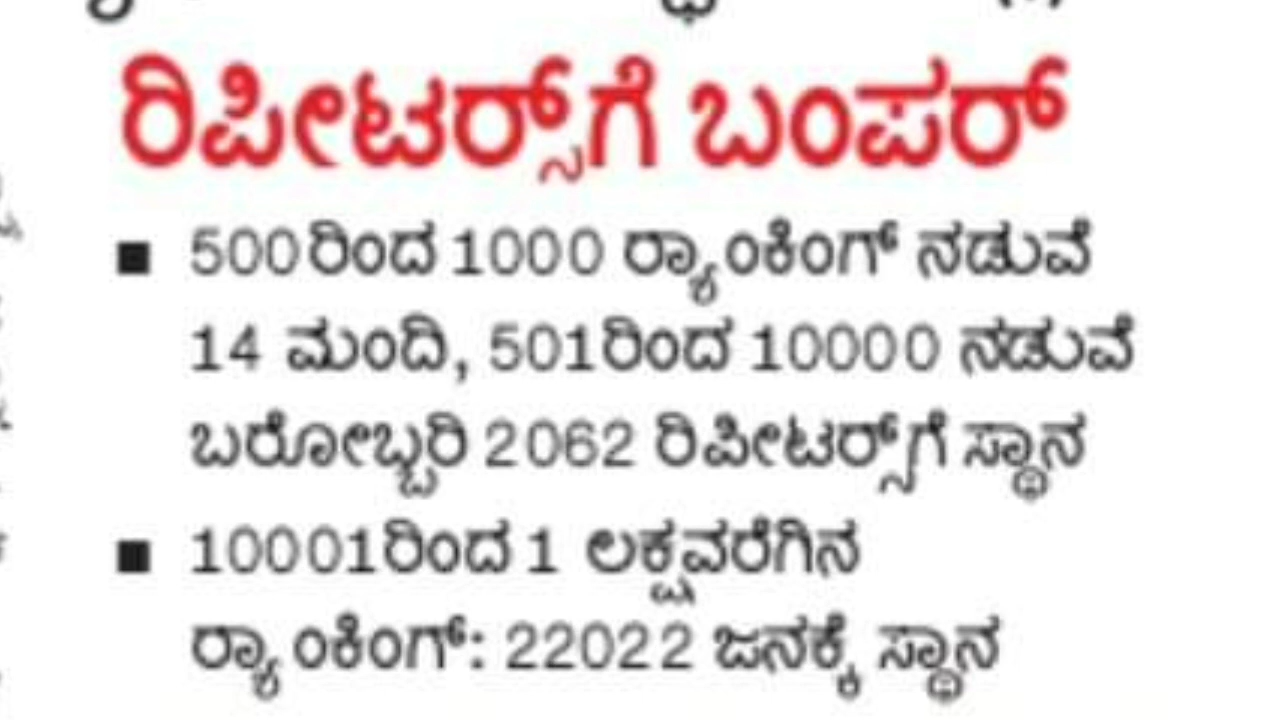 ರಿಪೀಟರ್ಸ್‌ಗೆ ಬಂಪರ್
■ 500ರಿಂದ 1000 ರ‍್ಯಾಂಕಿಂಗ್ ನಡುವೆ
14 ಮಂದಿ, 501ರಿಂದ 10000 ನಡುವೆ
ಬರೋಬ್ಬರಿ 2062 ರಿಪೀಟರ್ಸ್‌ಗೆ ಸ್ಥಾನ
■ 10001ರಿಂದ 1 ಲಕ್ಷವರೆಗಿನ
ರ‍್ಯಾಂಕಿಂಗ್: 22022 ಜನಕ್ಕೆ ಸ್ಥಾನ